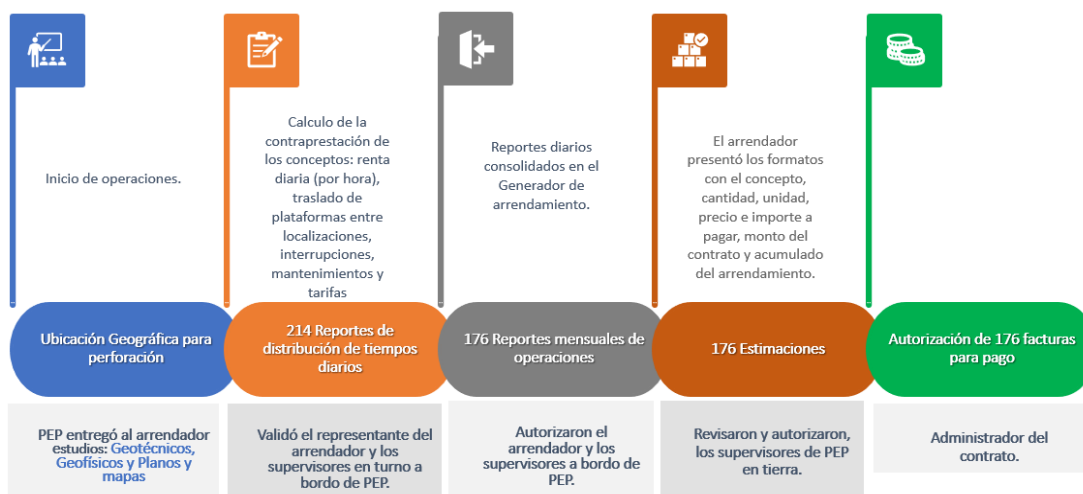 Inicio de operaciones.
Calculo de la
contraprestación de
los conceptos: renta
diaria (por hora),
traslado de
plataformas entre
localizaciones,
interrupciones,
mantenimientos y
tarifas
Reportes diarios
consolidados en el
Generador de
arrendamiento.
El arrendador
presentó los formatos
con el concepto,
cantidad, unidad,
precio e importe a
pagar, monto del
contrato y acumulado
del arrendamiento.
Ubicación Geográfica para
perforación
214 Reportes de
distribución de tiempos
diarios
176 Reportes mensuales de
operaciones
176 Estimaciones
Autorización de 176 facturas
para pago
PEP entregó al arrendador
estudios: Geotécnicos,
Geofísicos y Planos y
mapas
Validó el representante del
arrendador y los
supervisores en turno a
bordo de PEP.
Autorizaron el
arrendador y los
supervisores a bordo de
PEP.
Revisaron y autorizaron,
los supervisores de PEP
en tierra.
Administrador del
contrato.